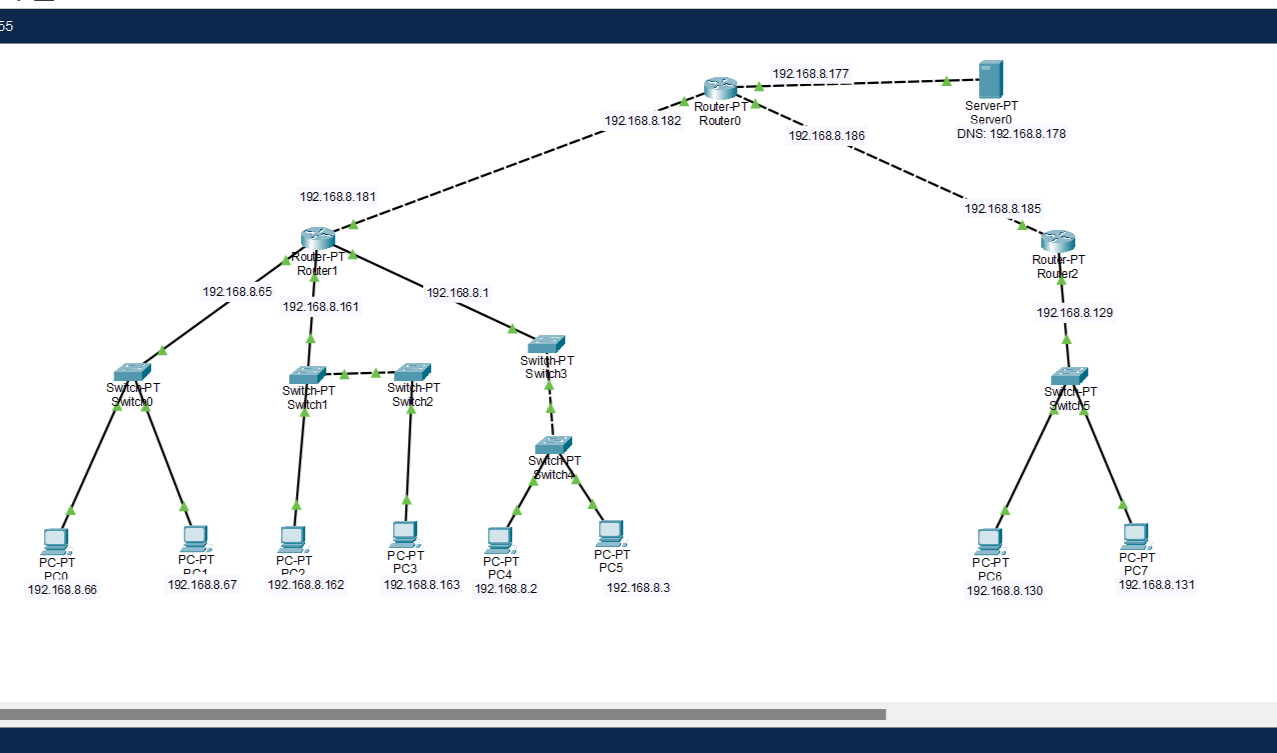 55
192.168.8.177
Router-PT
Router0
Server-PT
Server0
DNS: 192.168.8.178
192.168.8.182
192.168.8.186
192.168.8.181
192.168.8.185
Router-PT
Router1
Router-PT
Router2
192.168.8.65
192.168.8.161
192.168.8.1
192.168.8.129
Switch-PT
Switch0
Switch-PT
Switch1
Switch-PT
Switch2
Switch-PT
Switch3
Switch-PT
Switch4
Switch-PT
Switch5
PC-PT
PC0
192.168.8.66
PC-PT
PC1
192.168.8.67
PC-PT
PC2
192.168.8.162
PC-PT
PC3
192.168.8.163
PC-PT
PC4
192.168.8.2
PC-PT
PC5
192.168.8.3
PC-PT
PC6
192.168.8.130
PC-PT
PC7
192.168.8.131